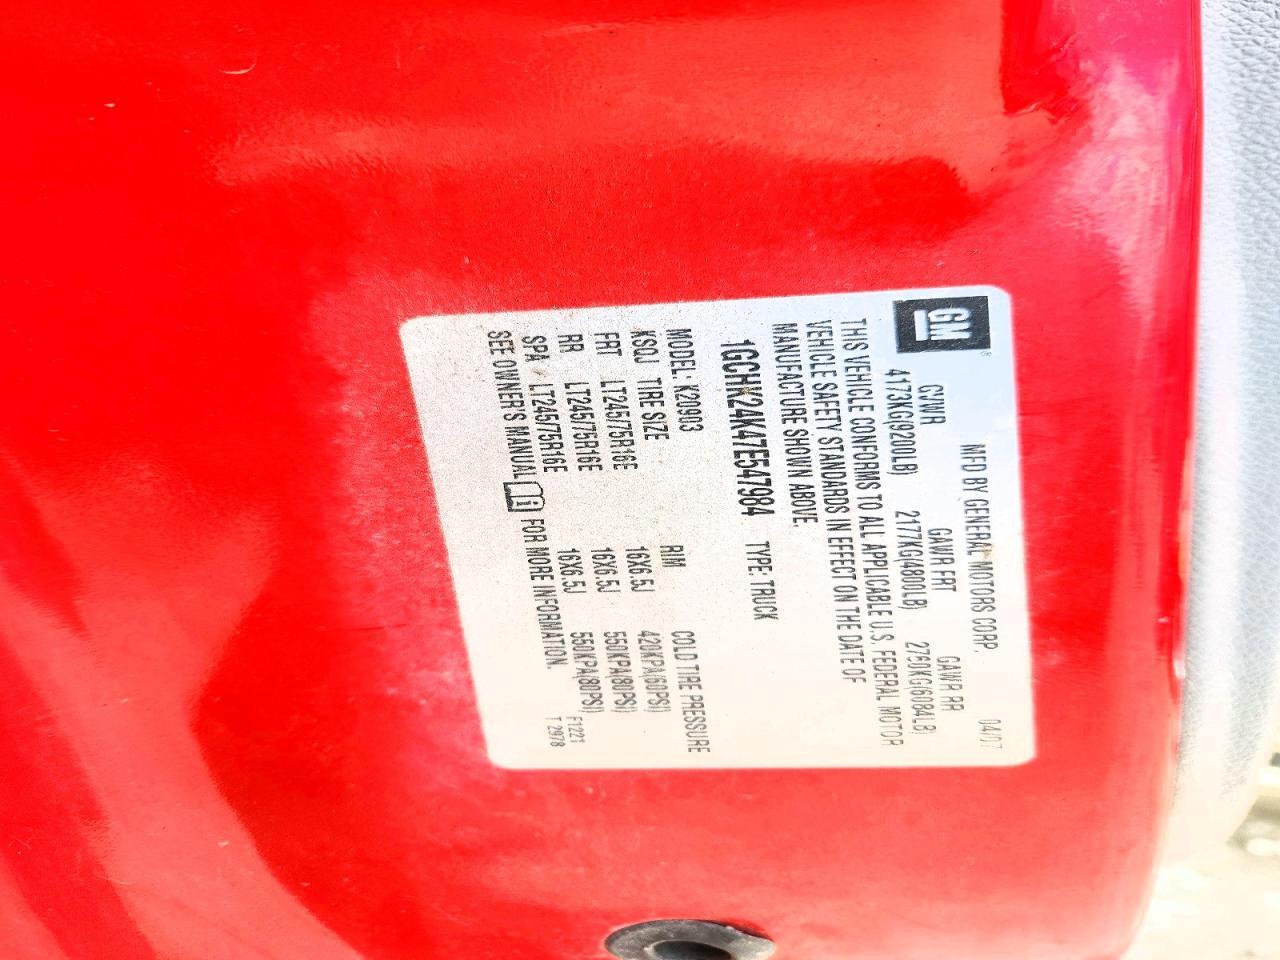 GM®
MFD BY GENERAL MOTORS CORP. 04/07
GVWR GAWR FRT GAWR RR
4173KG(9200LB) 2177KG(4800LB) 2760KG(6084LB)
THIS VEHICLE CONFORMS TO ALL APPLICABLE U.S. FEDERAL MOTOR
VEHICLE SAFETY STANDARDS IN EFFECT ON THE DATE OF
MANUFACTURE SHOWN ABOVE
1GCHK24K47E547984 TYPE: TRUCK
MODEL: K20903
KSQJ TIRE SIZE RIM COLD TIRE PRESSURE
FRT LT245/75R16E 16X6.5J 420KPA(60PSI)
RR LT245/75R16E 16X6.5J 550KPA(80PSI)
SPA LT245/75R16E 16X6.5J 550KPA(80PSI)
SEE OWNER'S MANUAL FOR MORE INFORMATION
F1221
T 2978